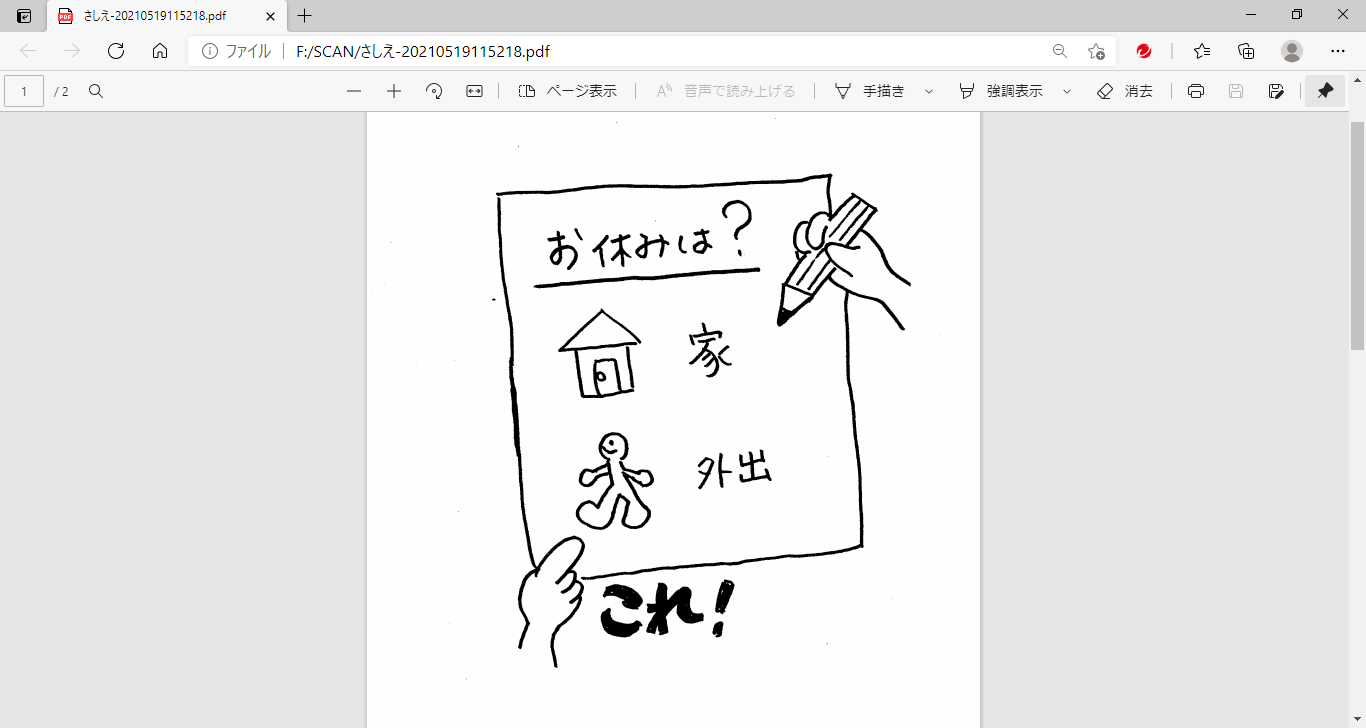 さしえ-20210519115218.pdf
ファイル F:/SCAN/さしえ-20210519115218.pdf
1 / 2 ページ表示 音声で読み上げる 手描き 強調表示 消去
お休みは?
家
外出
これ!